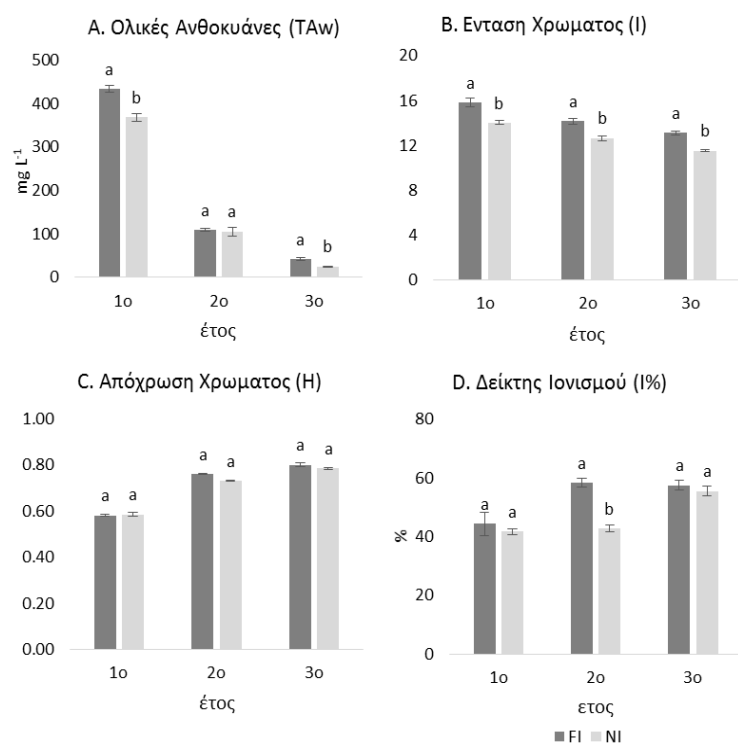 A. Ολικές Ανθοκυάνες (TAw)
500
400
300
200
100
0
mg L⁻¹
a
b
a
a
a
b
1ο
2ο
3ο
έτος
B. Ενταση Χρωματος (I)
20
16
12
8
4
0
a
b
a
b
a
b
1ο
2ο
3ο
έτος
C. Απόχρωση Χρωματος (H)
1.00
0.80
0.60
0.40
0.20
0.00
a
a
a
a
a
a
1ο
2ο
3ο
έτος
D. Δείκτης Ιονισμού (I%)
80
60
40
20
0
%
a
a
a
b
a
a
1ο
2ο
3ο
ετος
FI NI